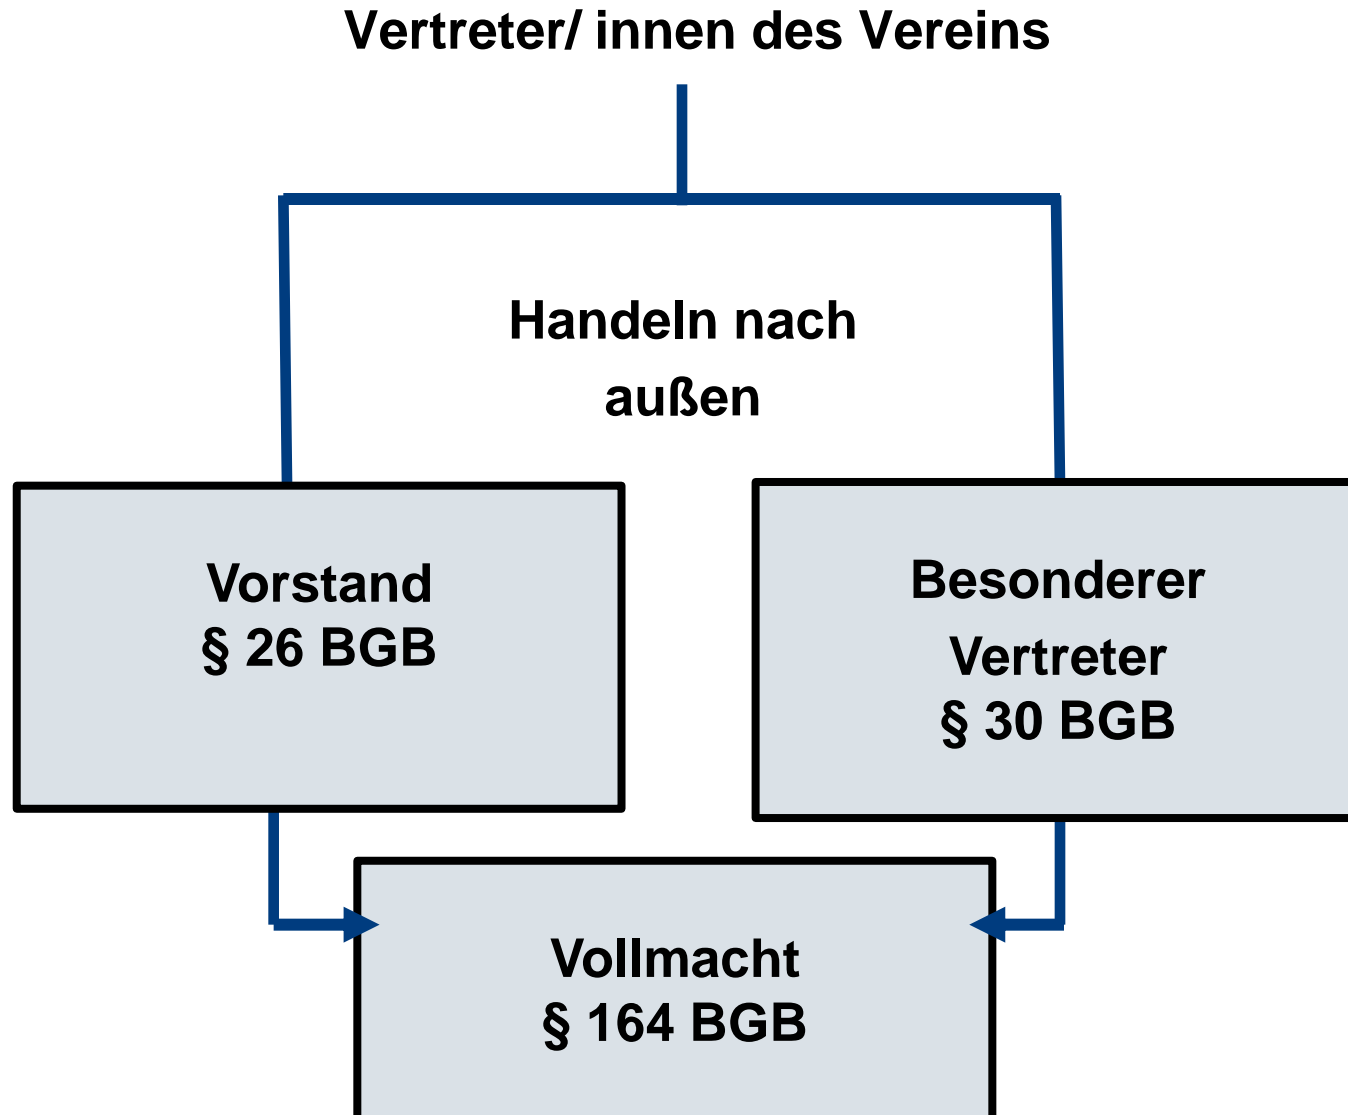 Vertreter/ innen des Vereins
Handeln nach
außen
Vorstand
§ 26 BGB
Besonderer
Vertreter
§ 30 BGB
Vollmacht
§ 164 BGB